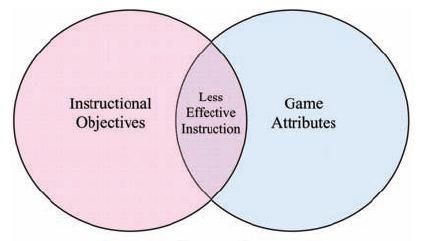 Instructional
Objectives
Less
Effective
Instruction
Game
Attributes